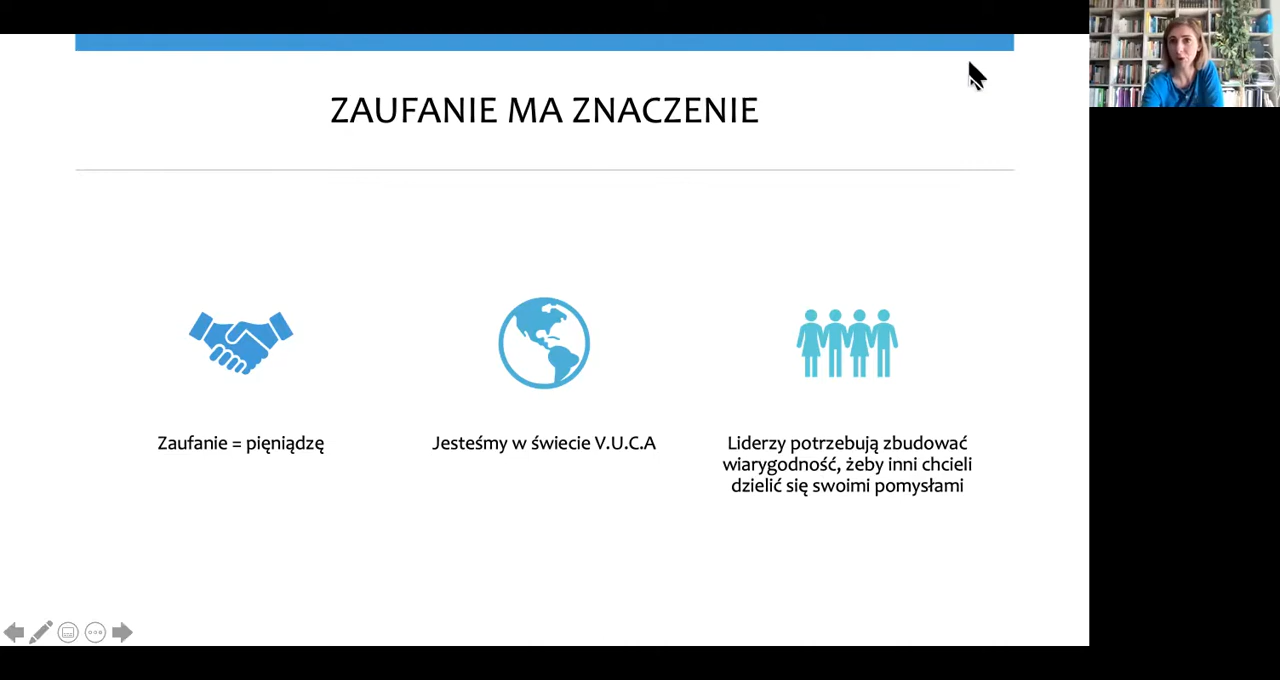 ZAUFANIE MA ZNACZENIE
Zaufanie = pięniądzę
Jesteśmy w świecie V.U.C.A
Liderzy potrzebują zbudować
wiarygodność, żeby inni chcieli
dzielić się swoimi pomysłami